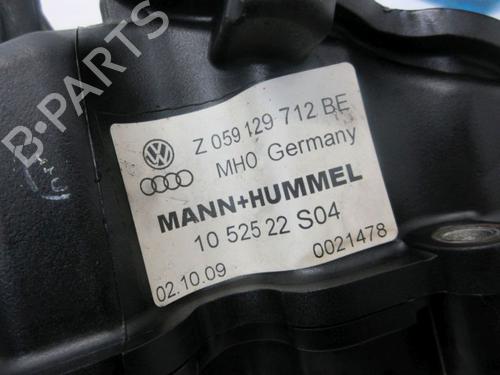 B-PARTS
Z 059 129 712 BE
MH0 Germany
MANN+HUMMEL
10 525 22 S04
02.10.09 0021478